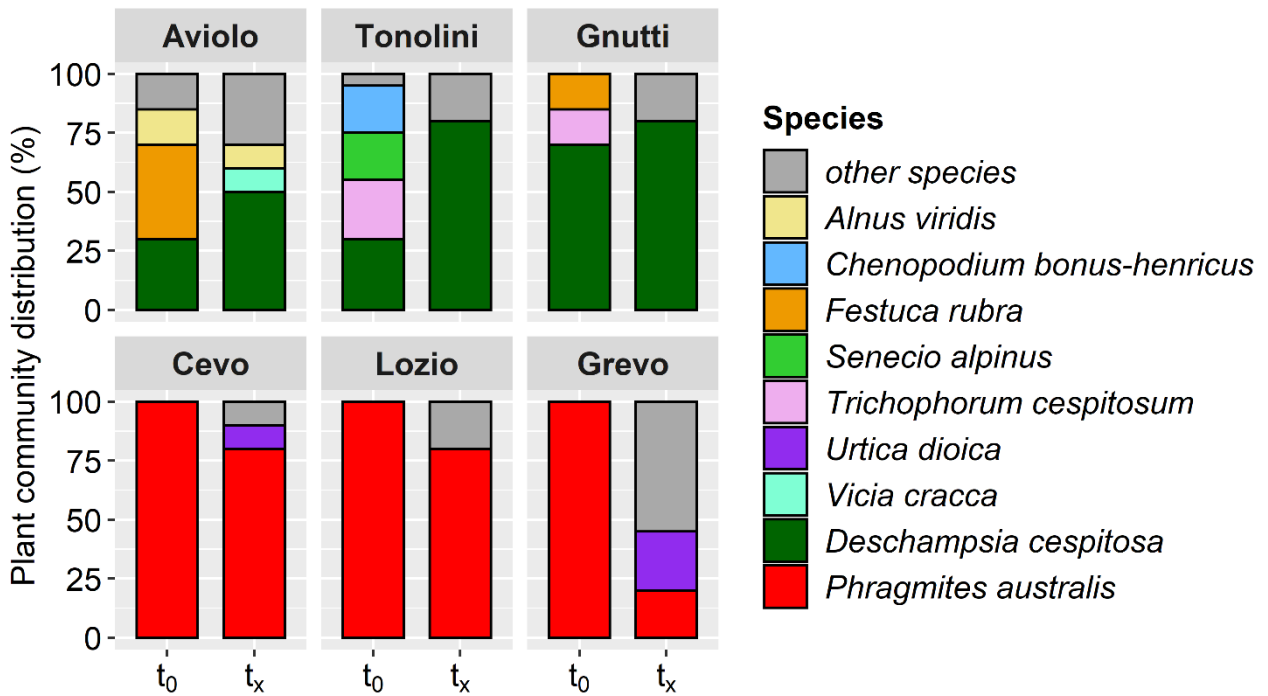 Aviolo Tonolini Gnutti
100
75
50
25
0
Cevo Lozio Grevo
100
75
50
25
0
t0 tx t0 tx t0 tx
Plant community distribution (%)
Species
other species
Alnus viridis
Chenopodium bonus-henricus
Festuca rubra
Senecio alpinus
Trichophorum cespitosum
Urtica dioica
Vicia cracca
Deschampsia cespitosa
Phragmites australis